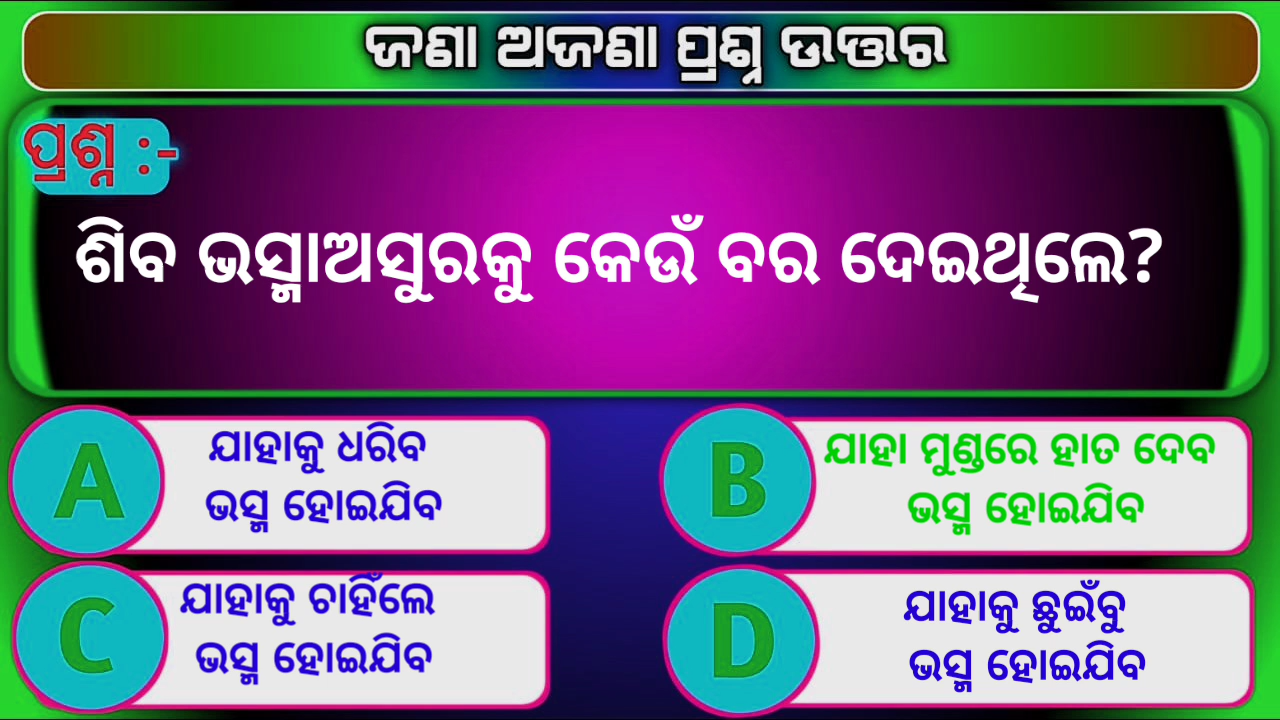 ଜଣା ଅଜଣା ପ୍ରଶ୍ନ ଉତ୍ତର
ପ୍ରଶ୍ନ :-
ଶିବ ଭସ୍ମାଅସୁରକୁ କେଉଁ ବର ଦେଇଥିଲେ?
A
ଯାହାକୁ ଧରିବ
ଭସ୍ମ ହୋଇଯିବ
B
ଯାହା ମୁଣ୍ଡରେ ହାତ ଦେବ
ଭସ୍ମ ହୋଇଯିବ
C
ଯାହାକୁ ଚାହିଁଲେ
ଭସ୍ମ ହୋଇଯିବ
D
ଯାହାକୁ ଛୁଇଁବୁ
ଭସ୍ମ ହୋଇଯିବ